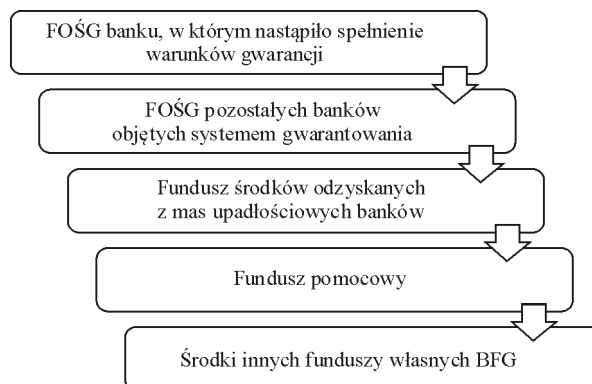 FOŚG banku, w którym nastąpiło spełnienie
warunków gwarancji
FOŚG pozostałych banków
objętych systemem gwarantowania
Fundusz środków odzyskanych
z mas upadłościowych banków
Fundusz pomocowy
Środki innych funduszy własnych BFG